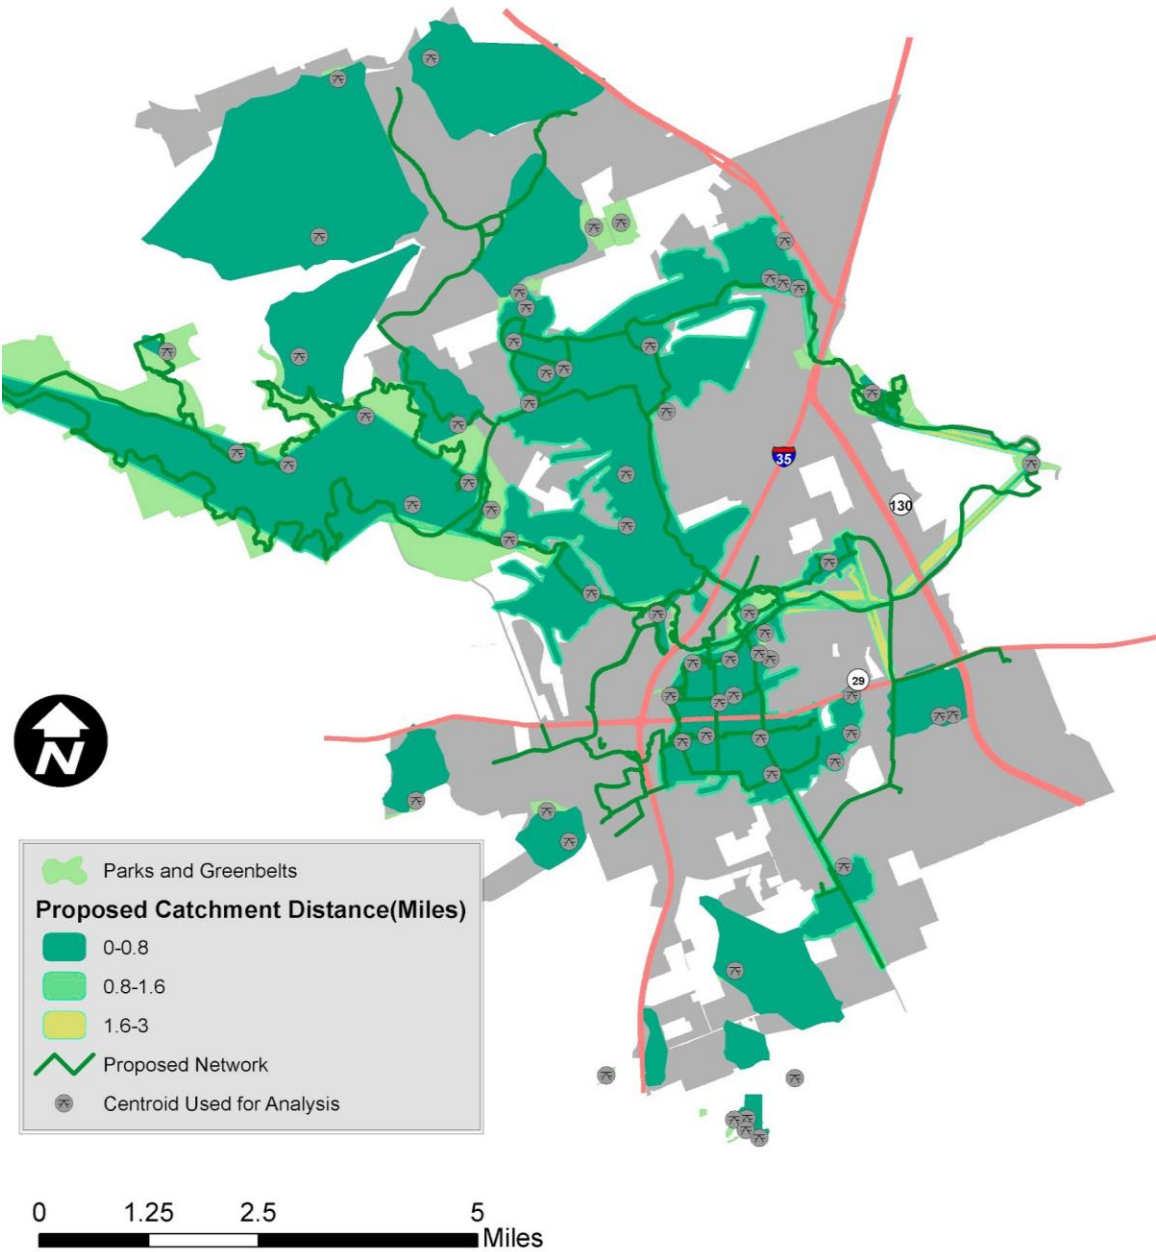 35
130
29
N
Parks and Greenbelts
Proposed Catchment Distance(Miles)
0-0.8
0.8-1.6
1.6-3
Proposed Network
Centroid Used for Analysis
0 1.25 2.5 5
Miles